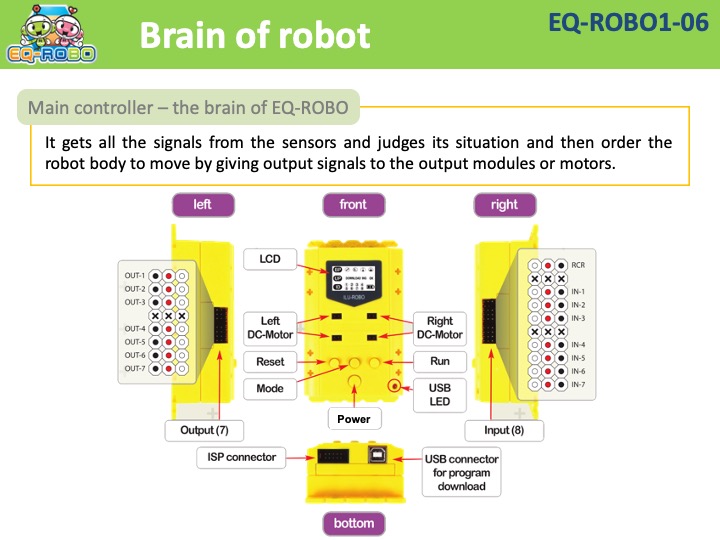 EQ-ROBO
Brain of robot
EQ-ROBO1-06
Main controller – the brain of EQ-ROBO
It gets all the signals from the sensors and judges its situation and then order the
robot body to move by giving output signals to the output modules or motors.
left
front
right
OUT-1
OUT-2
OUT-3
OUT-4
OUT-5
OUT-6
OUT-7
Output (7)
LCD
Left
DC-Motor
Reset
Mode
ILU-ROBO
Power
Right
DC-Motor
Run
USB
LED
RCR
IN-1
IN-2
IN-3
IN-4
IN-5
IN-6
IN-7
Input (8)
ISP connector
USB connector
for program
download
bottom